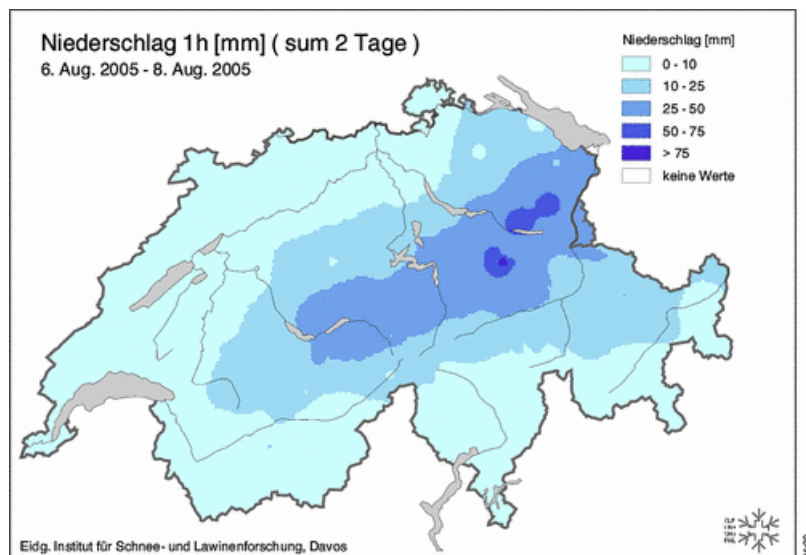 Niederschlag 1h [mm] ( sum 2 Tage )
6. Aug. 2005 - 8. Aug. 2005
Niederschlag [mm]
0 - 10
10 - 25
25 - 50
50 - 75
> 75
keine Werte
Eidg. Institut für Schnee- und Lawinenforschung, Davos